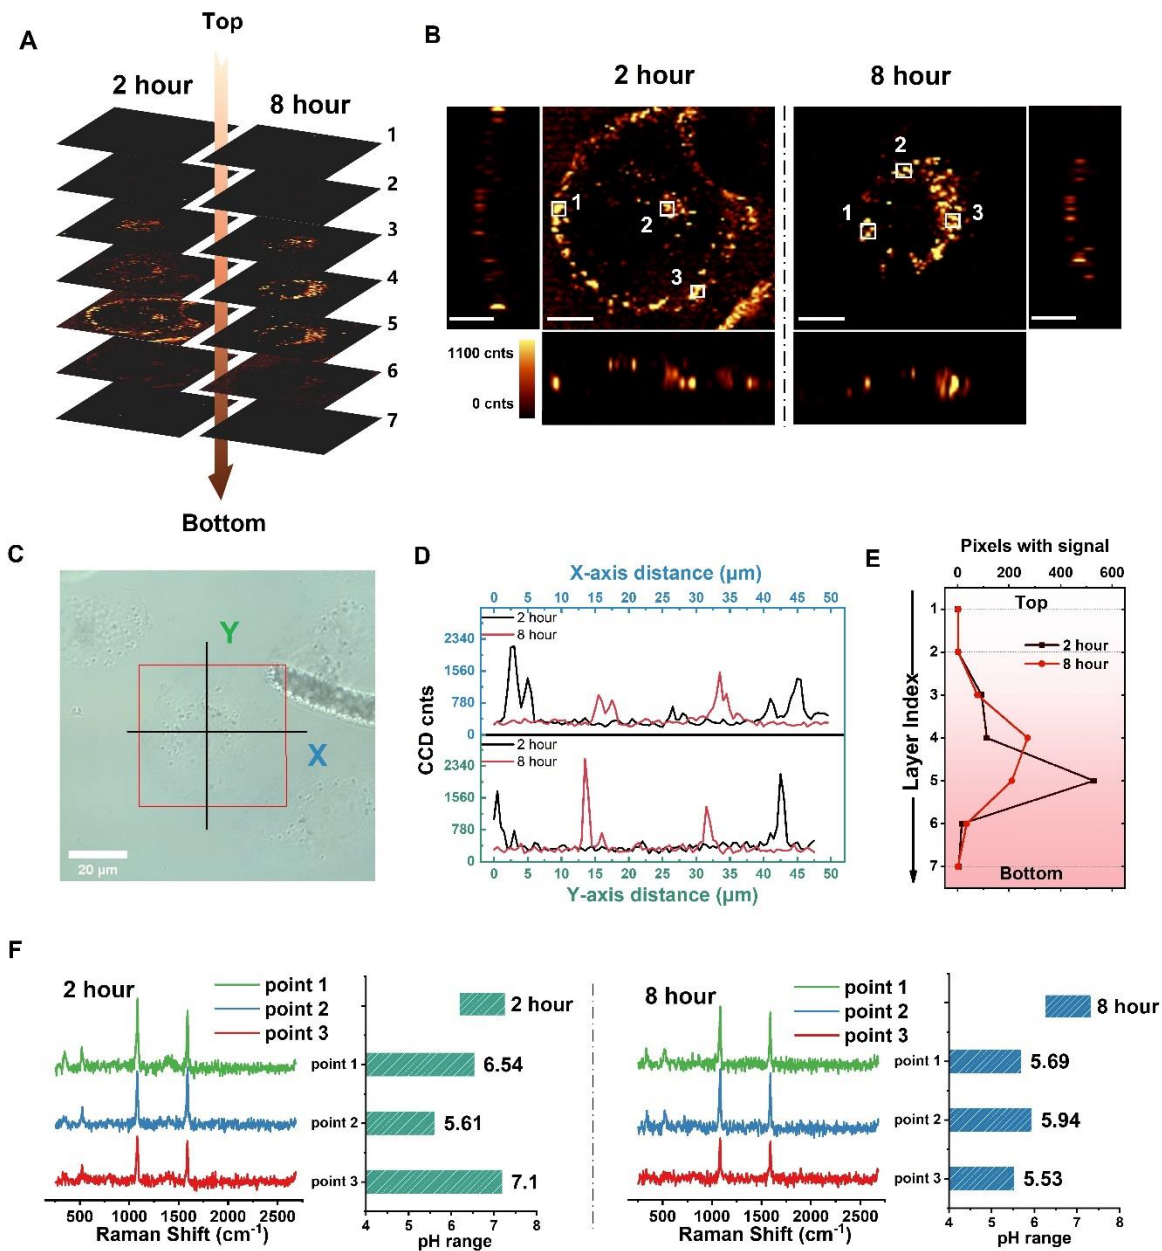 A
Top
2 hour
8 hour
1
2
3
4
5
6
7
Bottom
B
2 hour
8 hour
1
2
3
2
1
3
1100 cnts
0 cnts
C
Y
X
20 μm
D
X-axis distance (μm)
0 5 10 15 20 25 30 35 40 45 50
2 hour
8 hour
2340
1560
780
0
CCD cnts
2 hour
8 hour
2340
1560
780
0
0 5 10 15 20 25 30 35 40 45 50
Y-axis distance (μm)
E
Pixels with signal
0 200 400 600
Layer Index
Top
2 hour
8 hour
1
2
3
4
5
6
7
Bottom
F
2 hour
point 1
point 2
point 3
500 1000 1500 2000 2500
Raman Shift (cm-1)
2 hour
point 1 6.54
point 2 5.61
point 3 7.1
4 5 6 7 8
pH range
8 hour
point 1
point 2
point 3
500 1000 1500 2000 2500
Raman Shift (cm-1)
8 hour
point 1 5.69
point 2 5.94
point 3 5.53
4 5 6 7 8
pH range